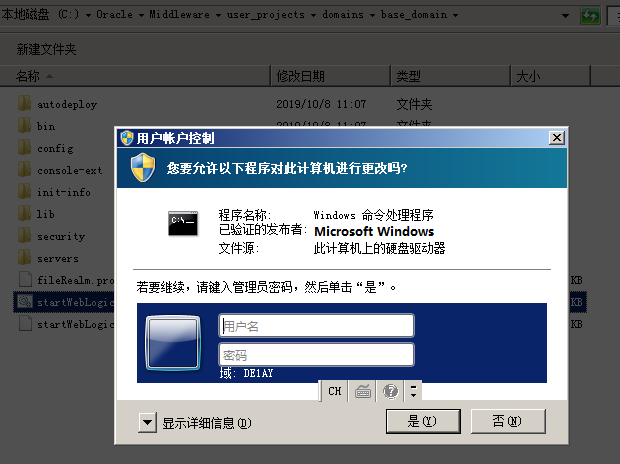 本地磁盘 (C:) ▸ Oracle ▸ Middleware ▸ user_projects ▸ domains ▸ base_domain ▸
新建文件夹
名称 修改日期 类型 大小
autodeploy 2019/10/8 11:07 文件夹
bin 2019/10/8 11:07 文件夹
config
console-ext
init-info
lib
security
servers
fileRealm.pro KB
startWebLogic KB
startWebLogic KB
用户帐户控制
您要允许以下程序对此计算机进行更改吗?
程序名称: Windows 命令处理程序
已验证的发布者: Microsoft Windows
文件源: 此计算机上的硬盘驱动器
C:\
若要继续，请键入管理员密码，然后单击“是”。
用户名
密码
域: DE1AY
CH
显示详细信息(D)
是(Y) 否(N)